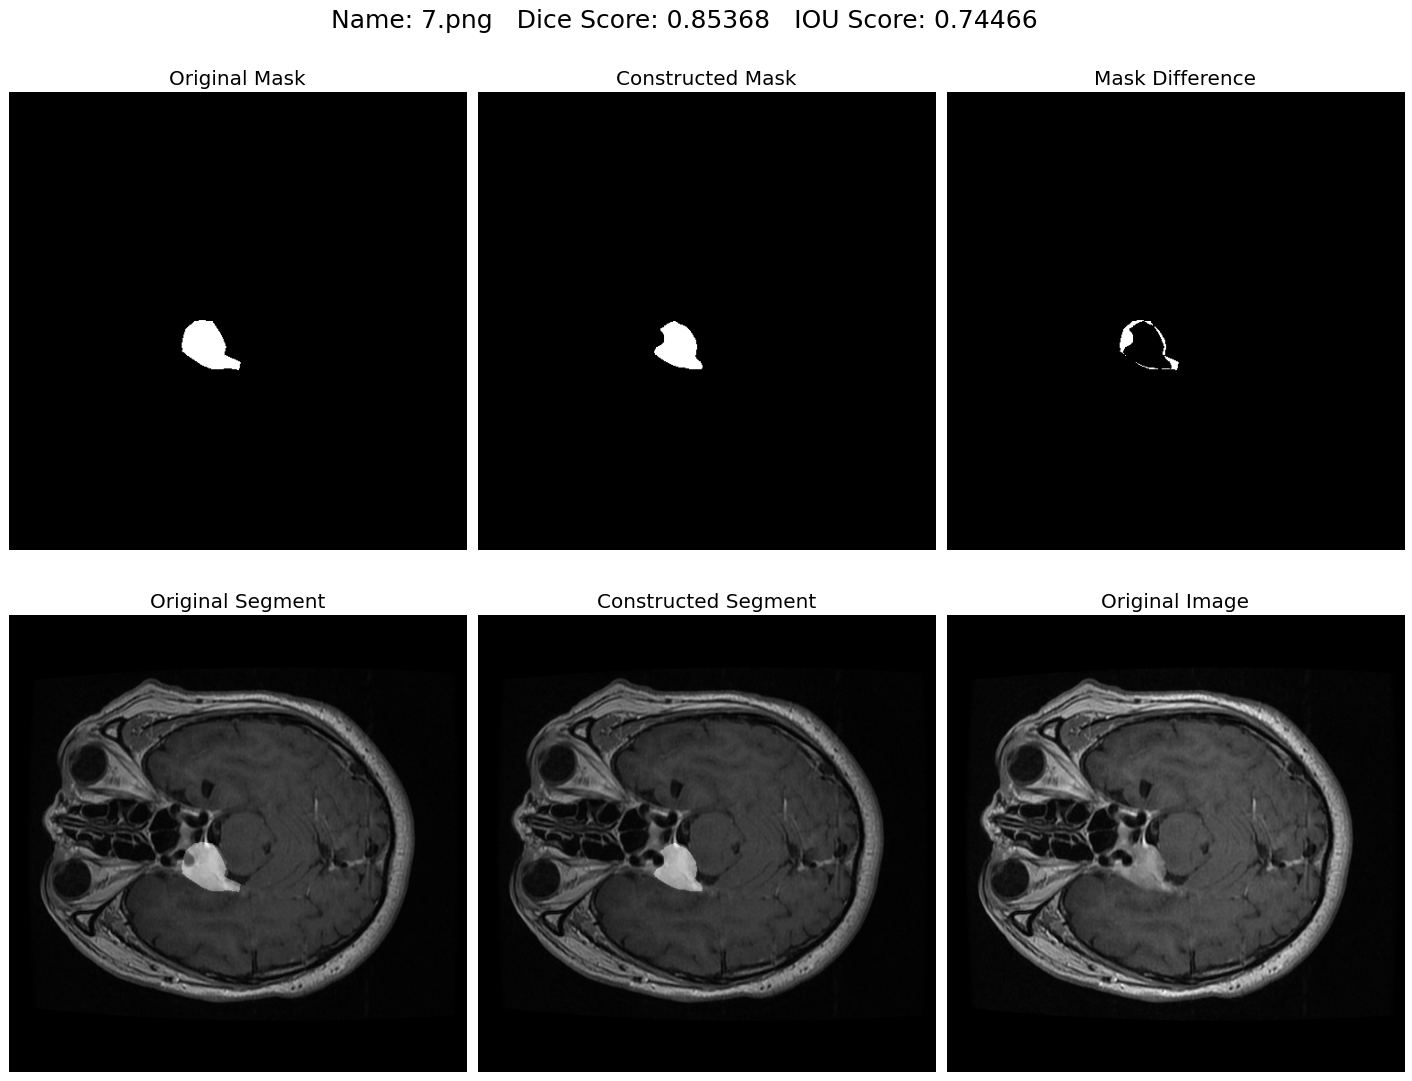 Name: 7.png   Dice Score: 0.85368   IOU Score: 0.74466
Original Mask
Constructed Mask
Mask Difference
Original Segment
Constructed Segment
Original Image